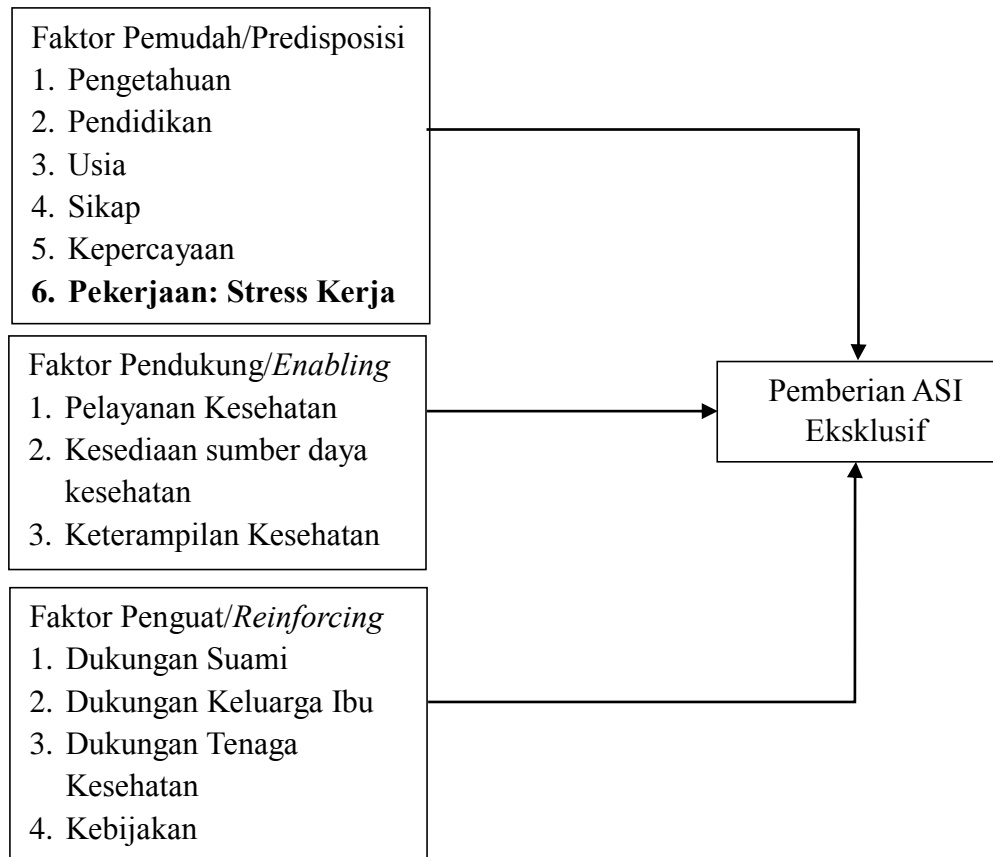 Faktor Pemudah/Predisposisi
1. Pengetahuan
2. Pendidikan
3. Usia
4. Sikap
5. Kepercayaan
6. Pekerjaan: Stress Kerja
Faktor Pendukung/Enabling
1. Pelayanan Kesehatan
2. Kesediaan sumber daya
kesehatan
3. Keterampilan Kesehatan
Pemberian ASI
Eksklusif
Faktor Penguat/Reinforcing
1. Dukungan Suami
2. Dukungan Keluarga Ibu
3. Dukungan Tenaga
Kesehatan
4. Kebijakan